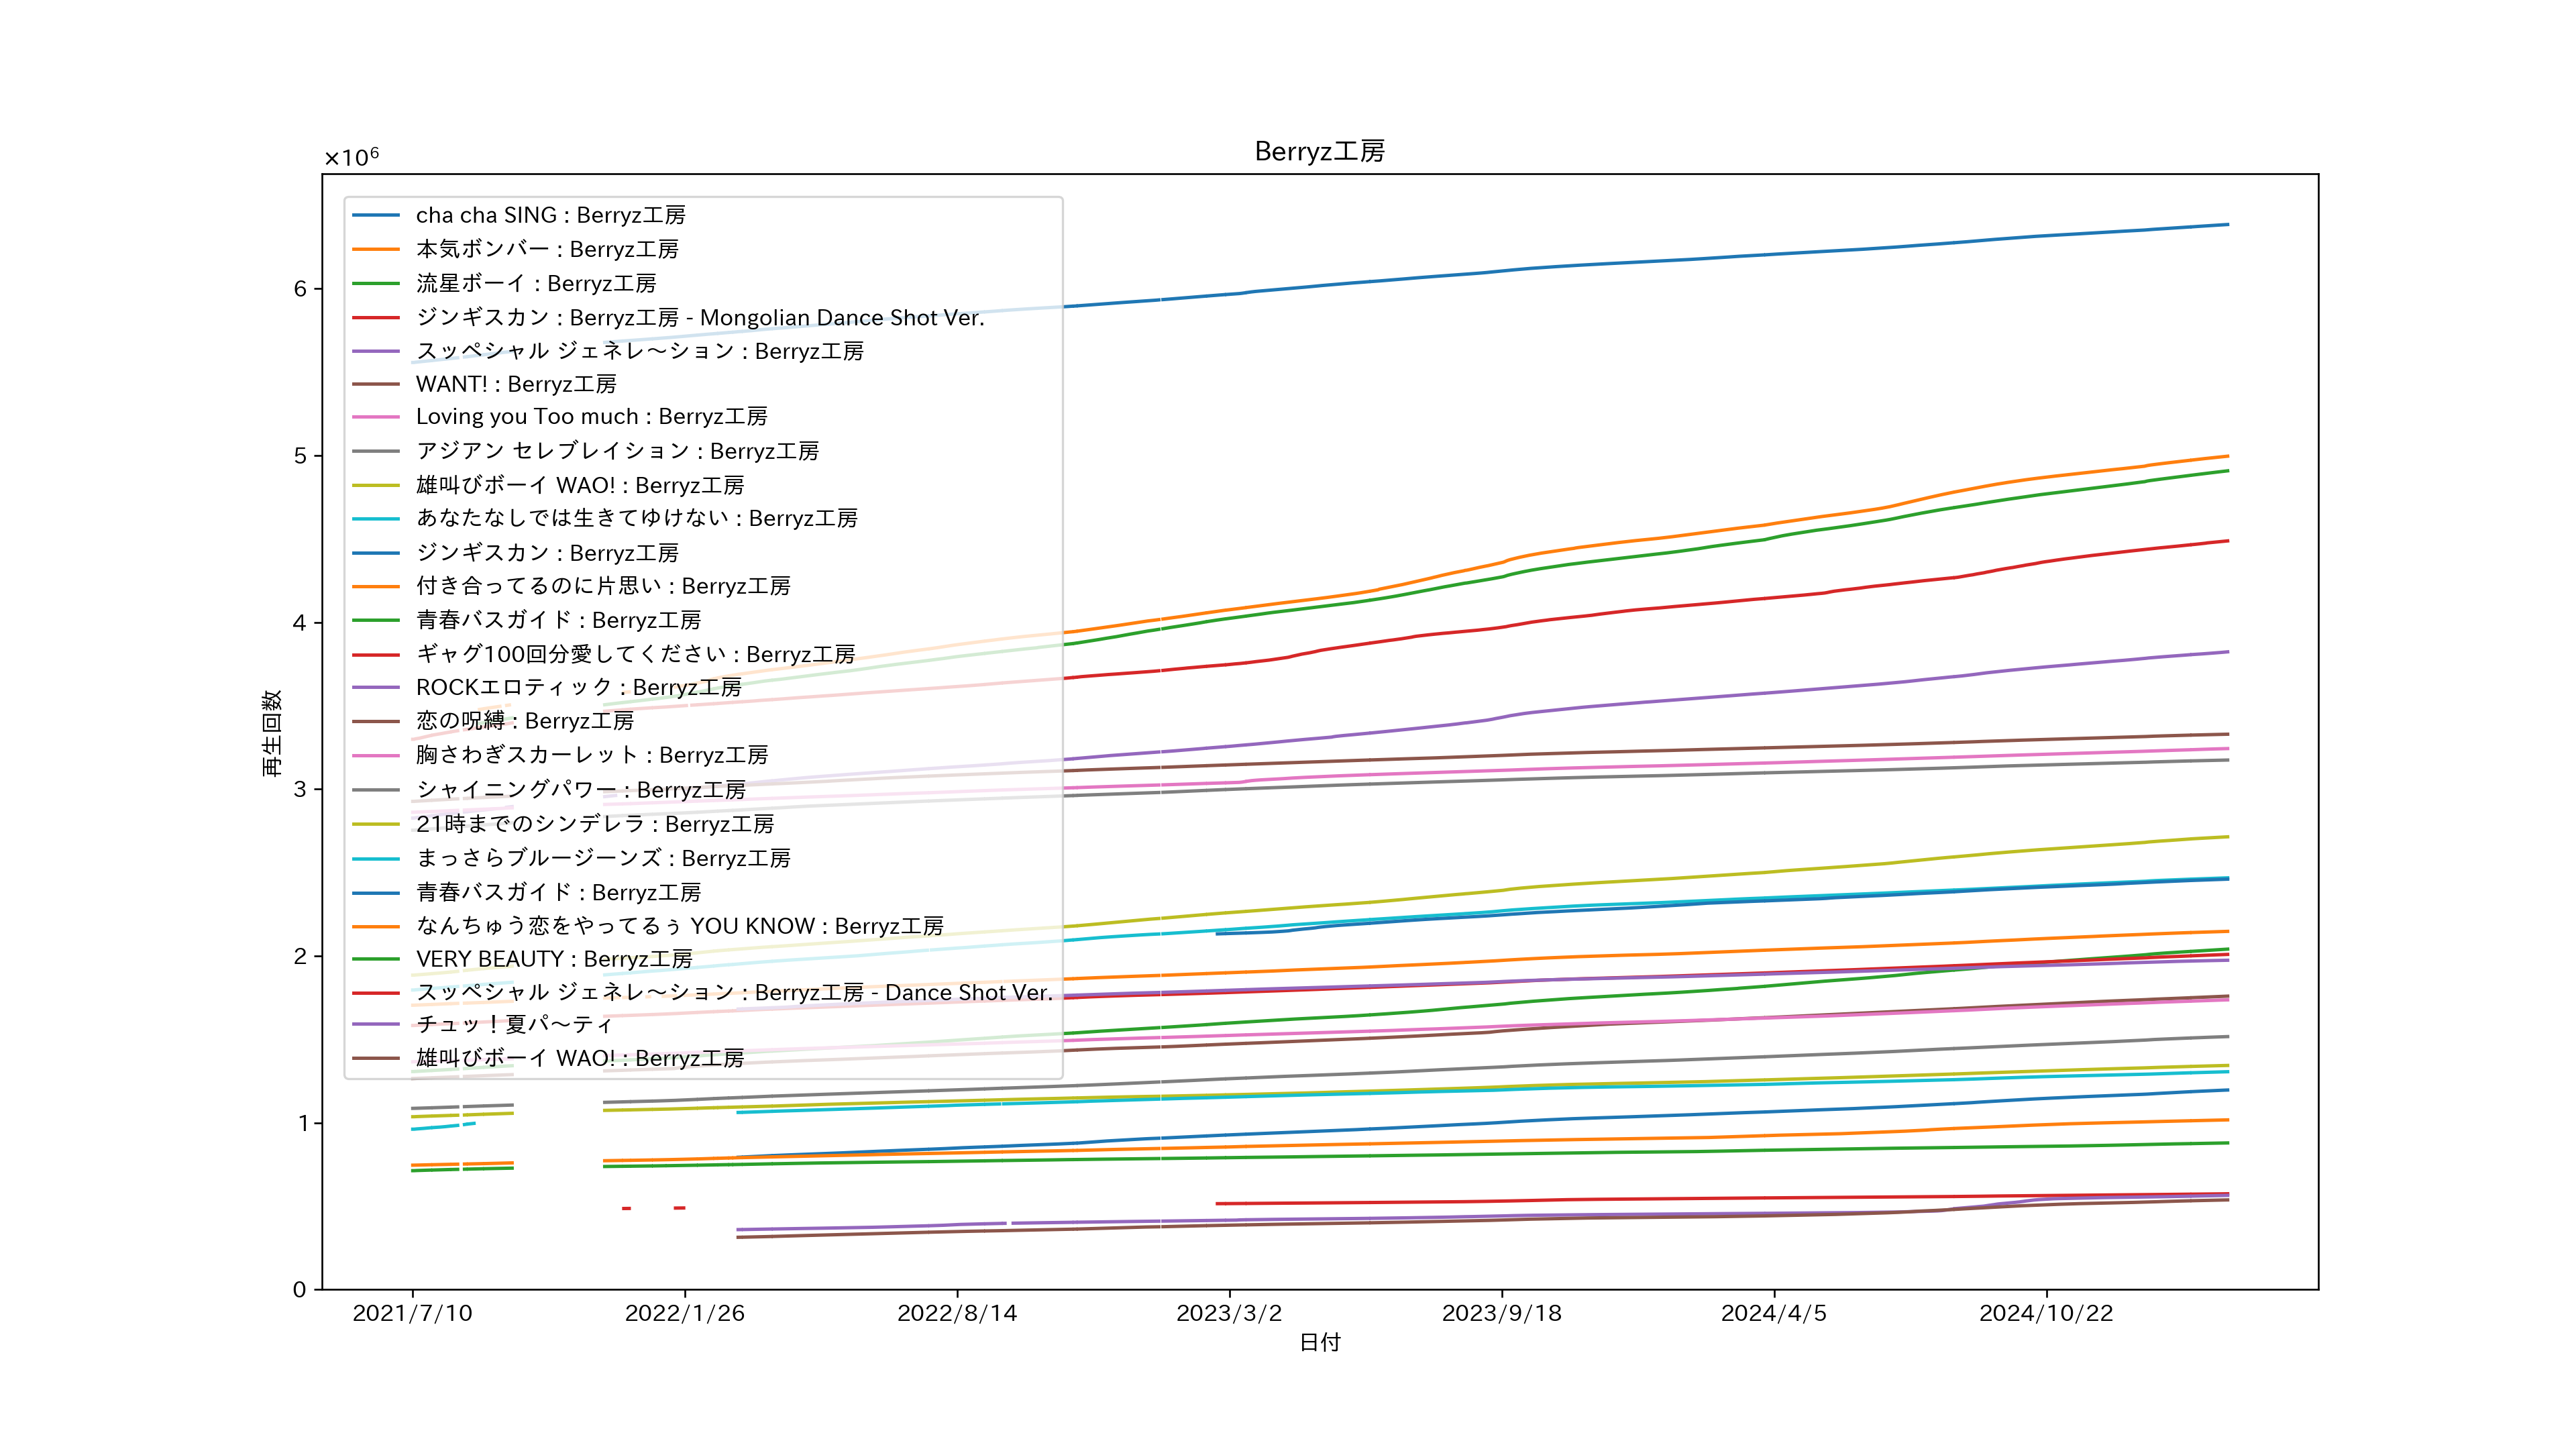 Berryz工房
×10⁶
cha cha SING : Berryz工房
本気ボンバー : Berryz工房
流星ボーイ : Berryz工房
ジンギスカン : Berryz工房 - Mongolian Dance Shot Ver.
スッペシャル ジェネレ〜ション : Berryz工房
WANT! : Berryz工房
Loving you Too much : Berryz工房
アジアン セレブレイション : Berryz工房
雄叫びボーイ WAO! : Berryz工房
あなたなしでは生きてゆけない : Berryz工房
ジンギスカン : Berryz工房
付き合ってるのに片思い : Berryz工房
青春バスガイド : Berryz工房
ギャグ100回分愛してください : Berryz工房
ROCKエロティック : Berryz工房
恋の呪縛 : Berryz工房
胸さわぎスカーレット : Berryz工房
シャイニングパワー : Berryz工房
21時までのシンデレラ : Berryz工房
まっさらブルージーンズ : Berryz工房
青春バスガイド : Berryz工房
なんちゅう恋をやってるぅ YOU KNOW : Berryz工房
VERY BEAUTY : Berryz工房
スッペシャル ジェネレ〜ション : Berryz工房 - Dance Shot Ver.
チュッ！夏パ〜ティ
雄叫びボーイ WAO! : Berryz工房
6
5
4
3
2
1
0
再生回数
2021/7/10
2022/1/26
2022/8/14
2023/3/2
2023/9/18
2024/4/5
2024/10/22
日付